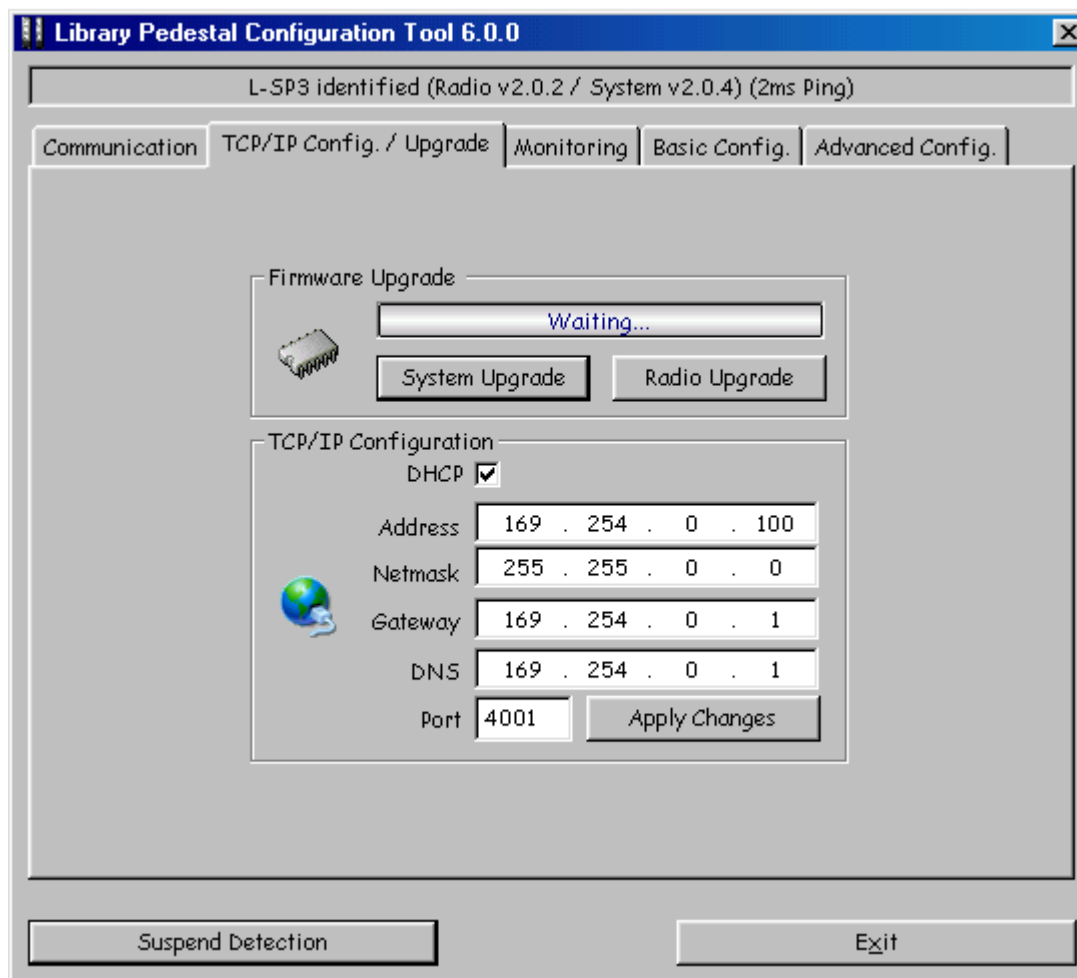 Library Pedestal Configuration Tool 6.0.0
L-SP3 identified (Radio v2.0.2 / System v2.0.4) (2ms Ping)
Communication TCP/IP Config. / Upgrade Monitoring Basic Config. Advanced Config.
Firmware Upgrade
Waiting...
System Upgrade Radio Upgrade
TCP/IP Configuration
DHCP
Address 169 . 254 . 0 . 100
Netmask 255 . 255 . 0 . 0
Gateway 169 . 254 . 0 . 1
DNS 169 . 254 . 0 . 1
Port 4001 Apply Changes
Suspend Detection Exit